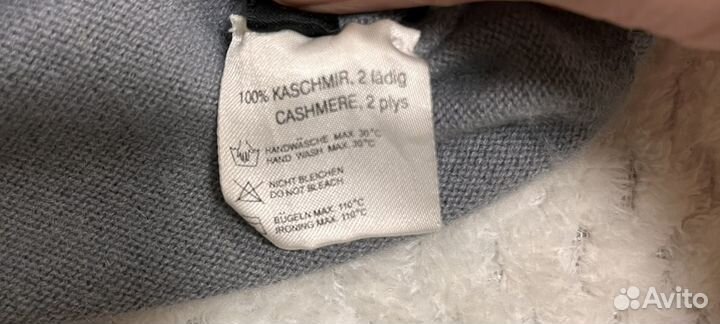 100% KASCHMIR, 2 lädig
CASHMERE, 2 plys
HANDWÄSCHE MAX. 30°C
HAND WASH MAX. 30°C
NICHT BLEICHEN
DO NOT BLEACH
BÜGELN MAX. 110°C
IRONING MAX. 110°C
Avito